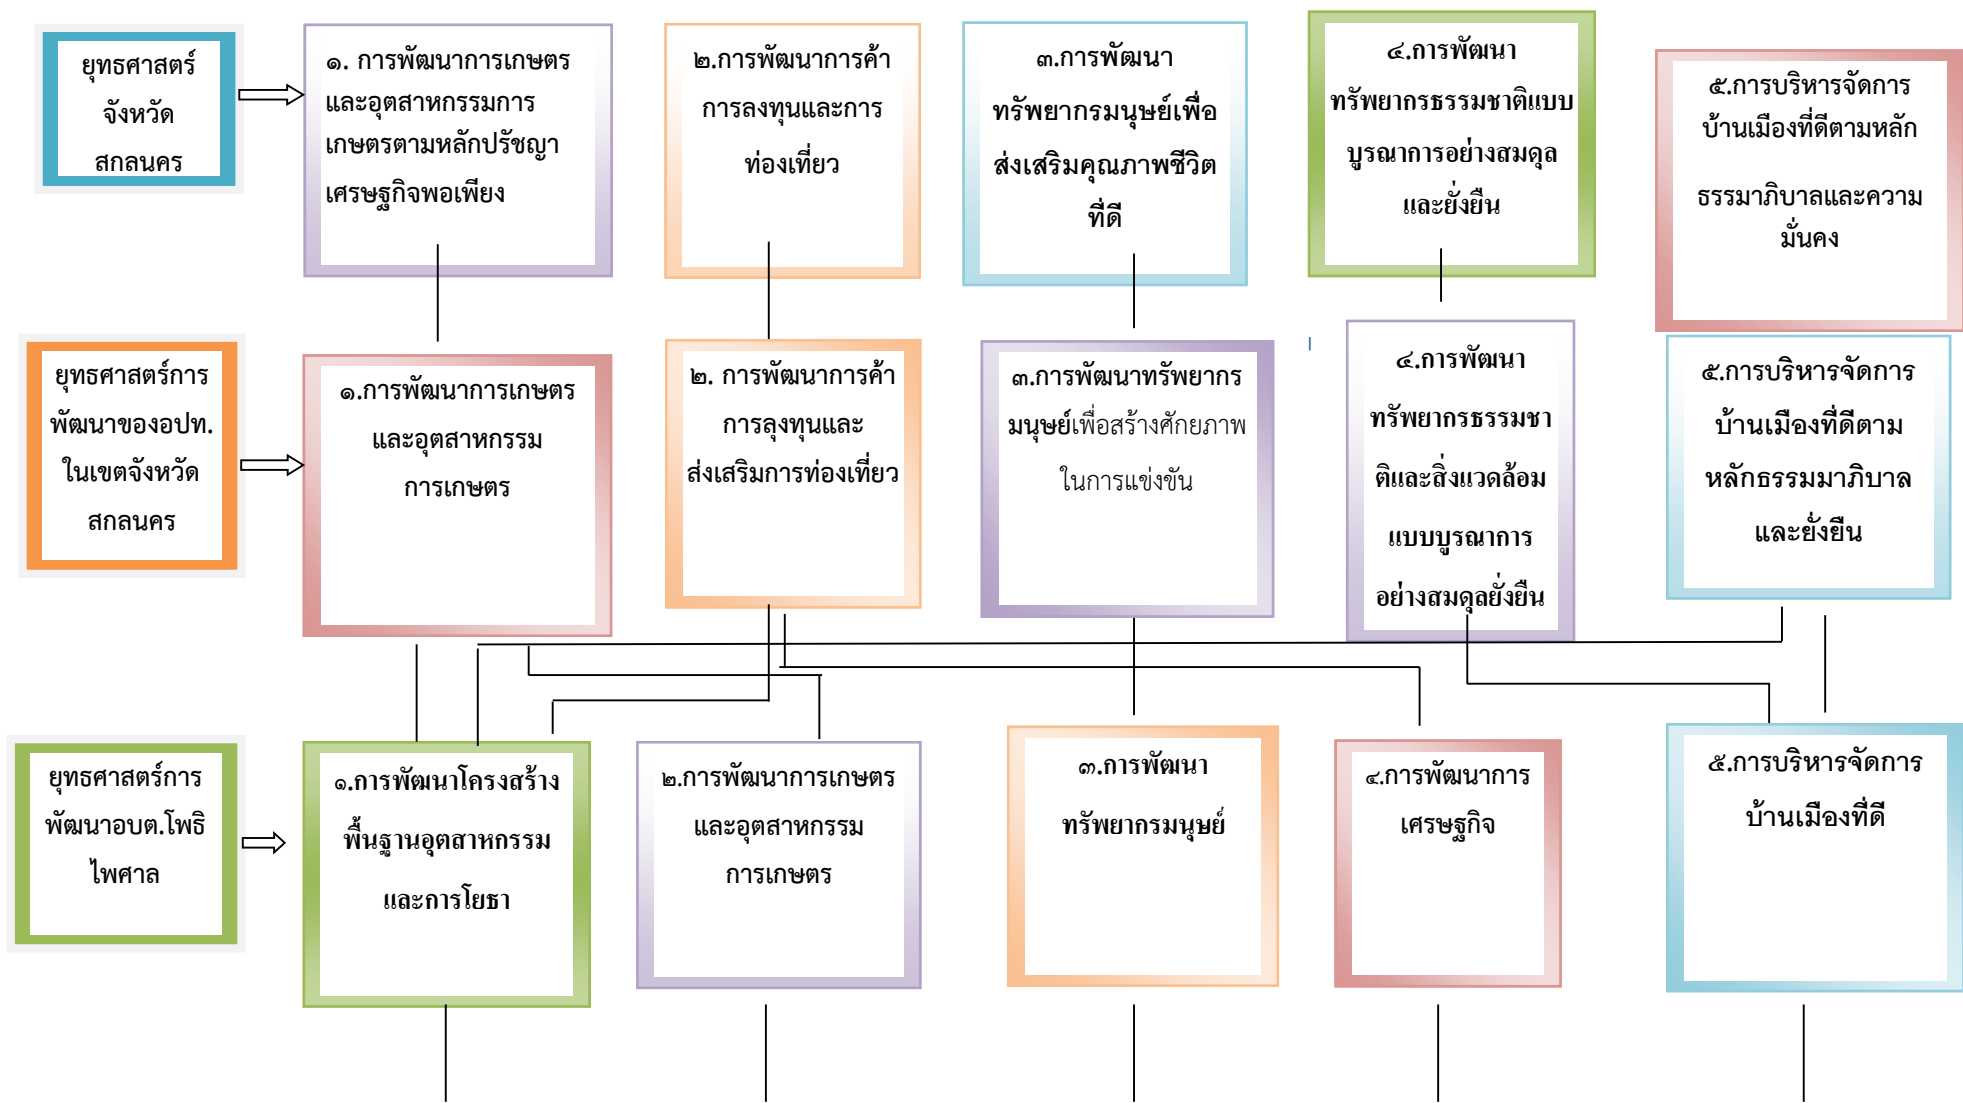 ยุทธศาสตร์
จังหวัด
สกลนคร
๑. การพัฒนาการเกษตร
และอุตสาหกรรมการ
เกษตรตามหลักปรัชญา
เศรษฐกิจพอเพียง
๒.การพัฒนาการค้า
การลงทุนและการ
ท่องเที่ยว
๓.การพัฒนา
ทรัพยากรมนุษย์เพื่อ
ส่งเสริมคุณภาพชีวิต
ที่ดี
๔.การพัฒนา
ทรัพยากรธรรมชาติแบบ
บูรณาการอย่างสมดุล
และยั่งยืน
๕.การบริหารจัดการ
บ้านเมืองที่ดีตามหลัก
ธรรมาภิบาลและความ
มั่นคง
ยุทธศาสตร์การ
พัฒนาของอปท.
ในเขตจังหวัด
สกลนคร
๑.การพัฒนาการเกษตร
และอุตสาหกรรม
การเกษตร
๒. การพัฒนาการค้า
การลุงทุนและ
ส่งเสริมการท่องเที่ยว
๓.การพัฒนาทรัพยากร
มนุษย์เพื่อสร้างศักยภาพ
ในการแข่งขัน
๔.การพัฒนา
ทรัพยากรธรรมชา
ติและสิ่งแวดล้อม
แบบบูรณาการ
อย่างสมดุลยั่งยืน
๕.การบริหารจัดการ
บ้านเมืองที่ดีตาม
หลักธรรมมาภิบาล
และยั่งยืน
ยุทธศาสตร์การ
พัฒนาอบต.โพธิ
ไพศาล
๑.การพัฒนาโครงสร้าง
พื้นฐานอุตสาหกรรม
และการโยธา
๒.การพัฒนาการเกษตร
และอุตสาหกรรม
การเกษตร
๓.การพัฒนา
ทรัพยากรมนุษย์
๔.การพัฒนาการ
เศรษฐกิจ
๕.การบริหารจัดการ
บ้านเมืองที่ดี